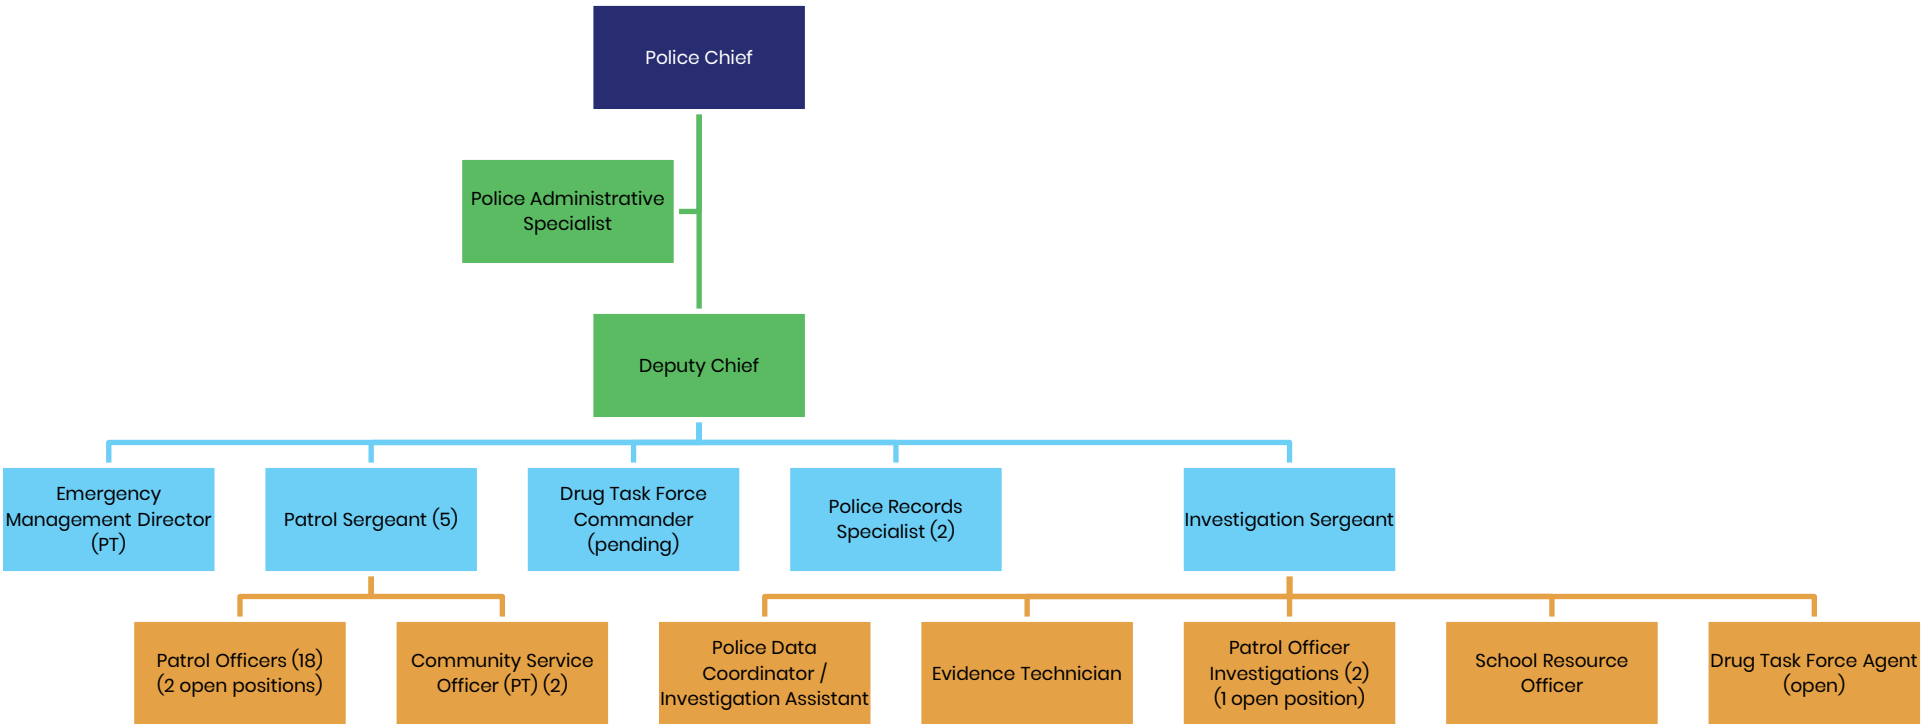 Police Chief
Police Administrative
Specialist
Deputy Chief
Emergency
Management Director
(PT)
Patrol Sergeant (5)
Drug Task Force
Commander
(pending)
Police Records
Specialist (2)
Investigation Sergeant
Patrol Officers (18)
(2 open positions)
Community Service
Officer (PT) (2)
Police Data
Coordinator /
Investigation Assistant
Evidence Technician
Patrol Officer
Investigations (2)
(1 open position)
School Resource
Officer
Drug Task Force Agent
(open)